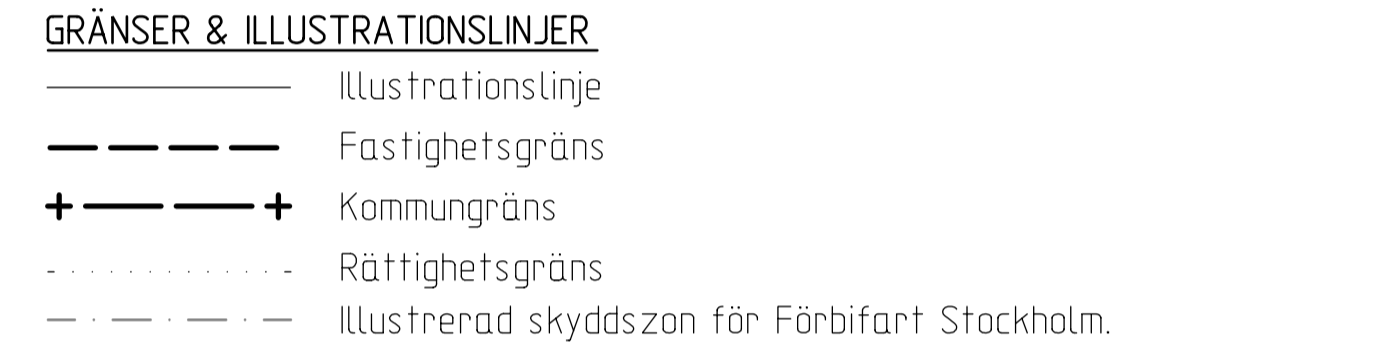 GRÄNSER & ILLUSTRATIONSLINJER
Illustrationslinje
Fastighetsgräns
Kommungräns
Rättighetsgräns
Illustrerad skyddszon för Förbifart Stockholm.